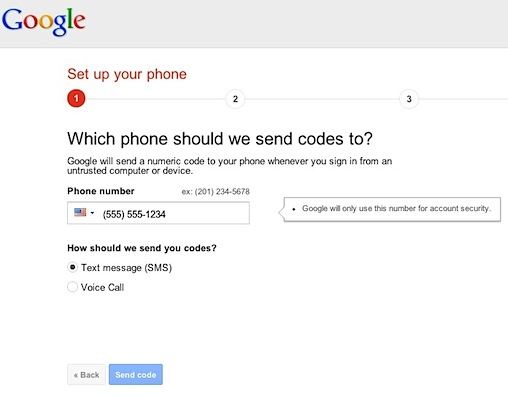 Google
Set up your phone
1
2
3
Which phone should we send codes to?
Google will send a numeric code to your phone whenever you sign in from an
untrusted computer or device.
Phone number ex: (201) 234-5678
(555) 555-1234
• Google will only use this number for account security.
How should we send you codes?
Text message (SMS)
Voice Call
« Back Send code